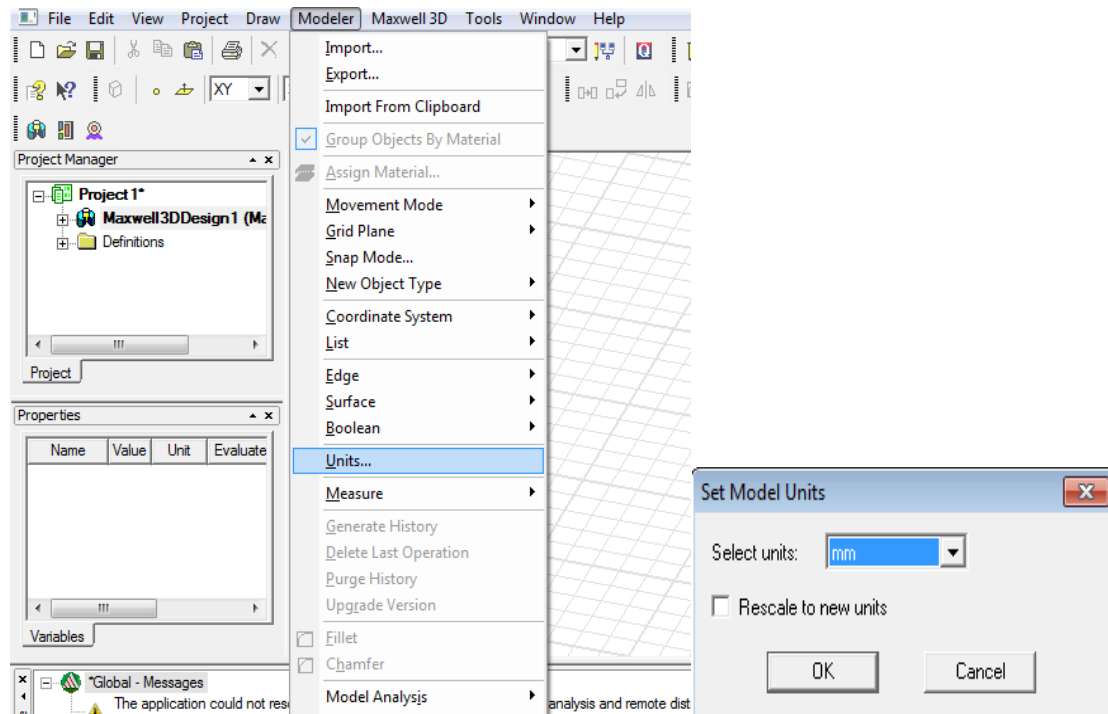 File Edit View Project Draw Modeler Maxwell 3D Tools Window Help
XY
Project Manager
Project 1*
Maxwell3DDesign1 (Ma
Definitions
Project
Properties
Name Value Unit Evaluate
Variables
*Global - Messages
The application could not res
Import...
Export...
Import From Clipboard
Group Objects By Material
Assign Material...
Movement Mode
Grid Plane
Snap Mode...
New Object Type
Coordinate System
List
Edge
Surface
Boolean
Units...
Measure
Generate History
Delete Last Operation
Purge History
Upgrade Version
Fillet
Chamfer
Model Analysis
analysis and remote dist
Set Model Units
Select units: mm
Rescale to new units
OK Cancel